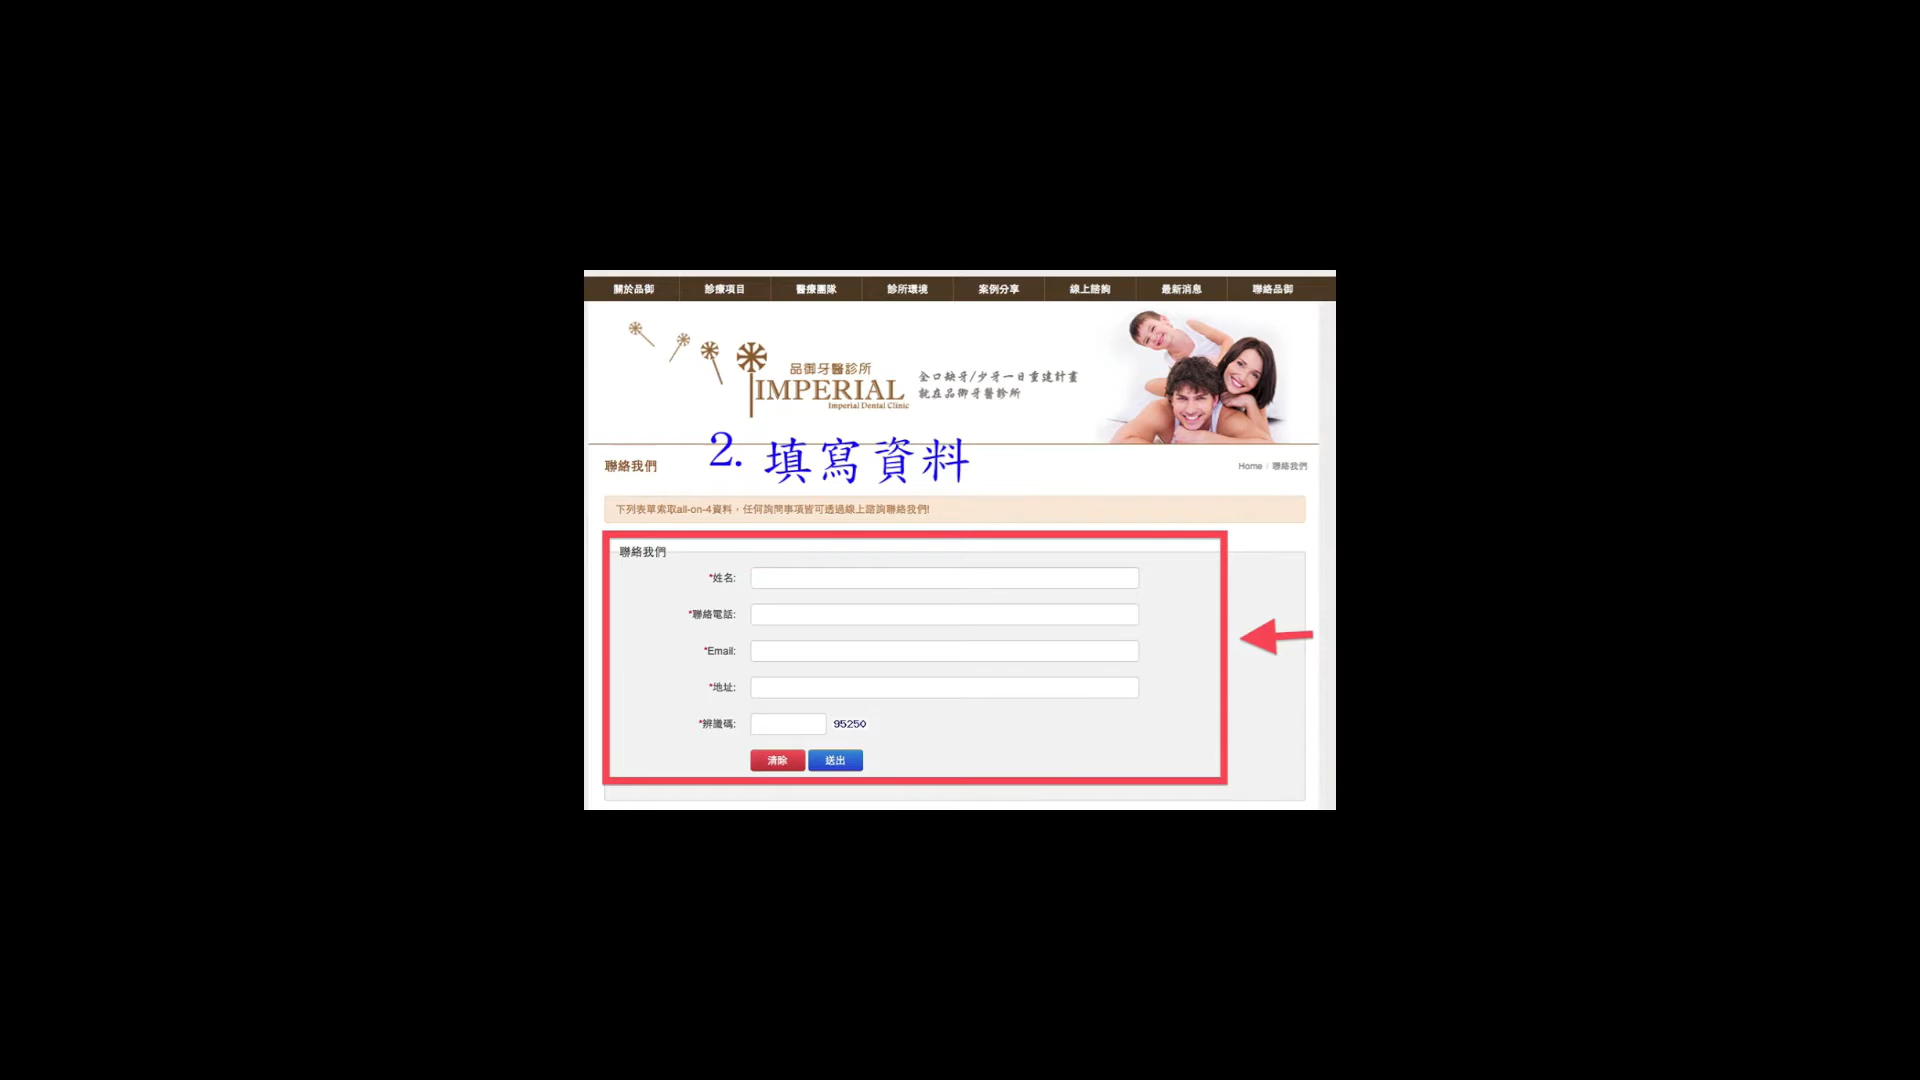 關於品御 診療項目 醫療團隊 診所環境 案例分享 線上諮詢 最新消息 聯絡品御
品御牙醫診所
IMPERIAL
Imperial Dental Clinic
全口缺牙/少牙一日重建計畫
就在品御牙醫診所
2. 填寫資料
聯絡我們
Home / 聯絡我們
下列表單索取all-on-4資料，任何詢問事項皆可透過線上諮詢聯絡我們!
聯絡我們
*姓名:
*聯絡電話:
*Email:
*地址:
*辨識碼: 95250
清除 送出